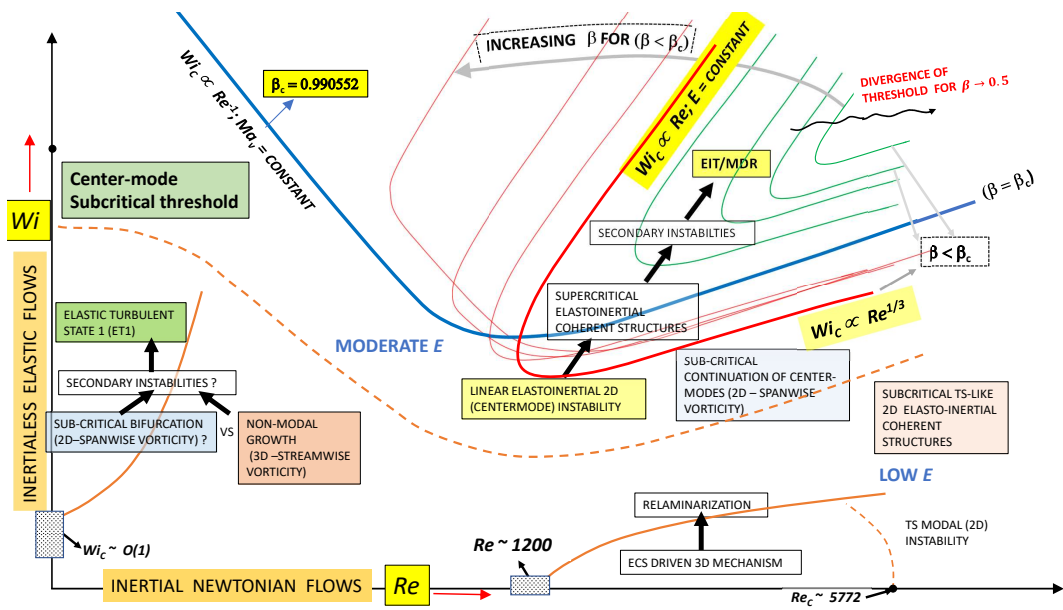 INCREASING β FOR (β < βc)
DIVERGENCE OF
THRESHOLD FOR β → 0.5
βc = 0.990552
Wic ∝ Re-1; Mav = CONSTANT
Wic ∝ Re; E = CONSTANT
Center-mode
Subcritical threshold
EIT/MDR
(β = βc)
Wi
SECONDARY INSTABILTIES
β < βc
ELASTIC TURBULENT
STATE 1 (ET1)
SUPERCRITICAL
ELASTOINERTIAL
COHERENT STRUCTURES
Wic ∝ Re1/3
MODERATE E
INERTIALESS ELASTIC FLOWS
SECONDARY INSTABILITIES ?
LINEAR ELASTOINERTIAL 2D
(CENTERMODE) INSTABILITY
SUB-CRITICAL
CONTINUATION OF CENTER-
MODES (2D – SPANWISE
VORTICITY)
SUBCRITICAL TS-LIKE
2D ELASTO-INERTIAL
COHERENT
STRUCTURES
SUB-CRITICAL BIFURCATION
(2D–SPANWISE VORTICITY) ?
VS
NON-MODAL
GROWTH
(3D –STREAMWISE
VORTICITY)
LOW E
RELAMINARIZATION
TS MODAL (2D)
INSTABILITY
Wic ~ O(1)
Re ~ 1200
ECS DRIVEN 3D MECHANISM
INERTIAL NEWTONIAN FLOWS
Re
Rec ~ 5772